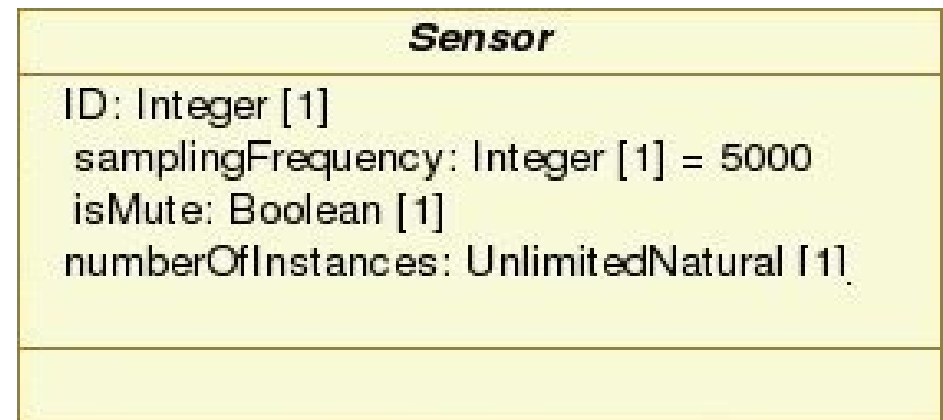 Sensor
ID: Integer [1]
samplingFrequency: Integer [1] = 5000
isMute: Boolean [1]
numberOfInstances: UnlimitedNatural [1]